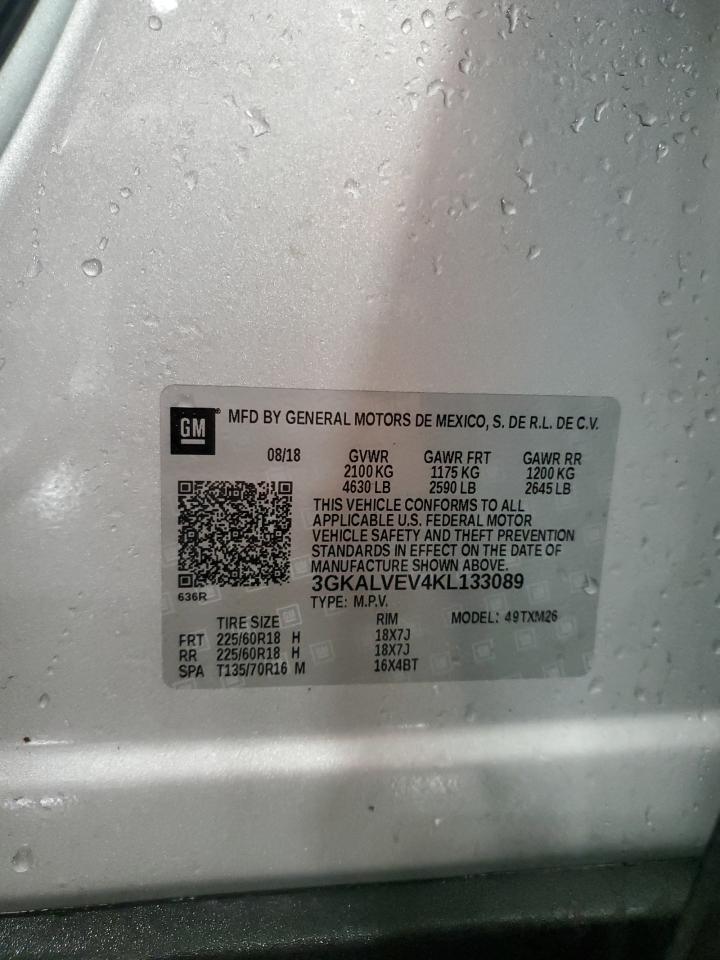 GM ® MFD BY GENERAL MOTORS DE MEXICO, S. DE R.L. DE C.V.
08/18 GVWR GAWR FRT GAWR RR
2100 KG 1175 KG 1200 KG
4630 LB 2590 LB 2645 LB
THIS VEHICLE CONFORMS TO ALL
APPLICABLE U.S. FEDERAL MOTOR
VEHICLE SAFETY AND THEFT PREVENTION
STANDARDS IN EFFECT ON THE DATE OF
MANUFACTURE SHOWN ABOVE.
3GKALVEV4KL133089
636R
TYPE: M.P.V.
TIRE SIZE RIM MODEL: 49TXM26
FRT 225/60R18 H 18X7J
RR 225/60R18 H 18X7J
SPA T135/70R16 M 16X4BT